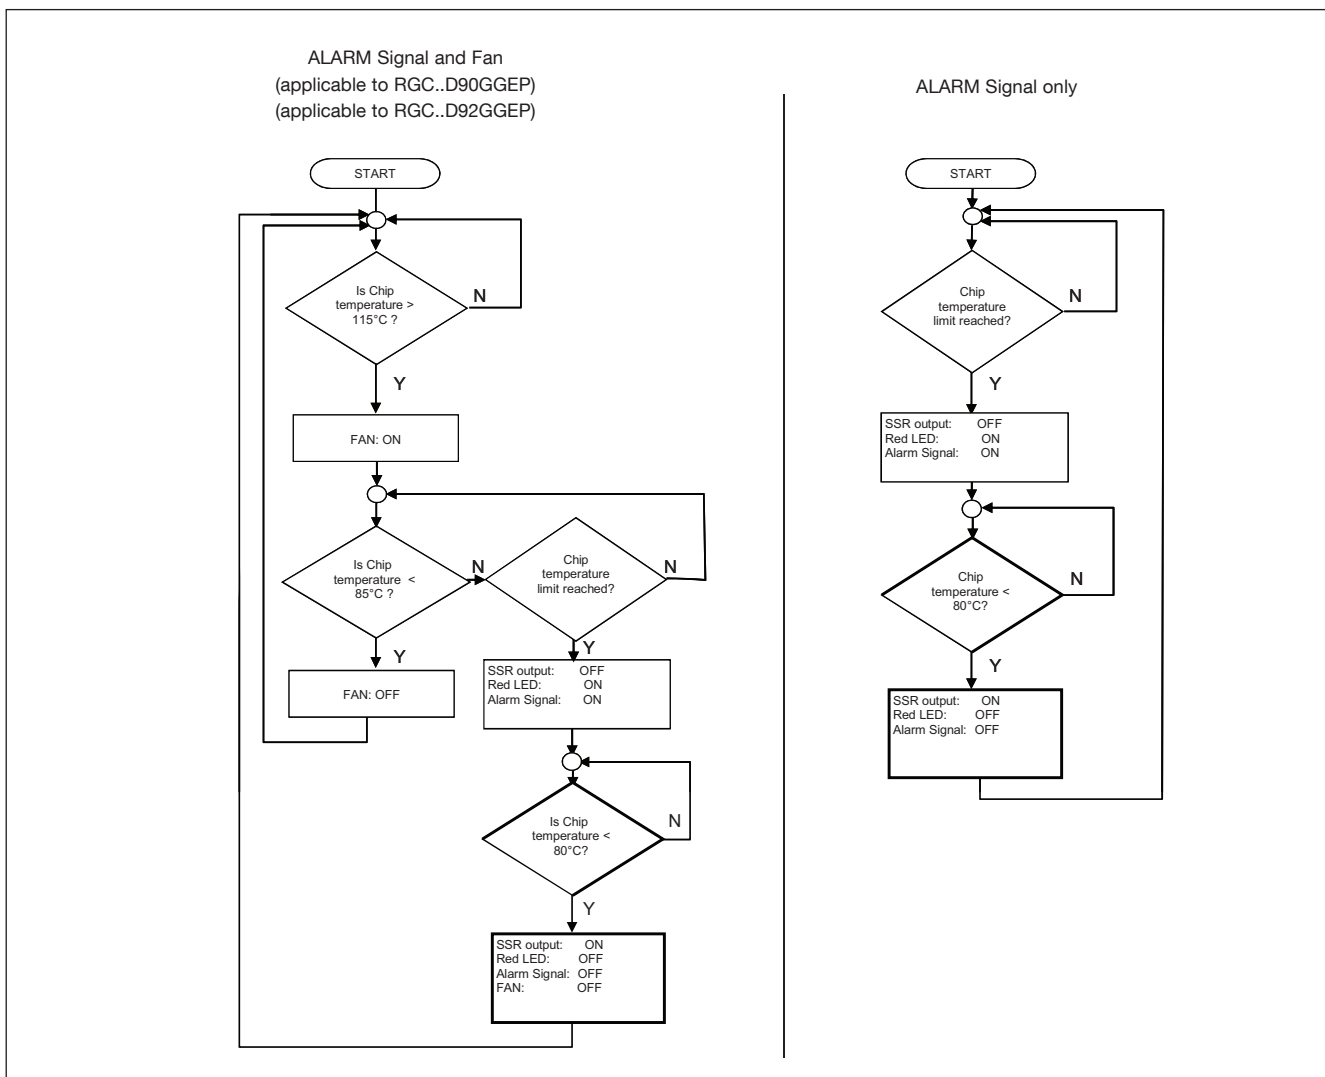 ALARM Signal and Fan
(applicable to RGC..D90GGEP)
(applicable to RGC..D92GGEP)
START
Is Chip
temperature >
115°C ?
N
Y
FAN: ON
Is Chip
temperature <
85°C ?
N
Chip
temperature
limit reached?
N
Y
Y
FAN: OFF
SSR output: OFF
Red LED: ON
Alarm Signal: ON
Is Chip
temperature <
80°C?
N
Y
SSR output: ON
Red LED: OFF
Alarm Signal: OFF
FAN: OFF
ALARM Signal only
START
Chip
temperature
limit reached?
N
Y
SSR output: OFF
Red LED: ON
Alarm Signal: ON
Chip
temperature <
80°C?
N
Y
SSR output: ON
Red LED: OFF
Alarm Signal: OFF